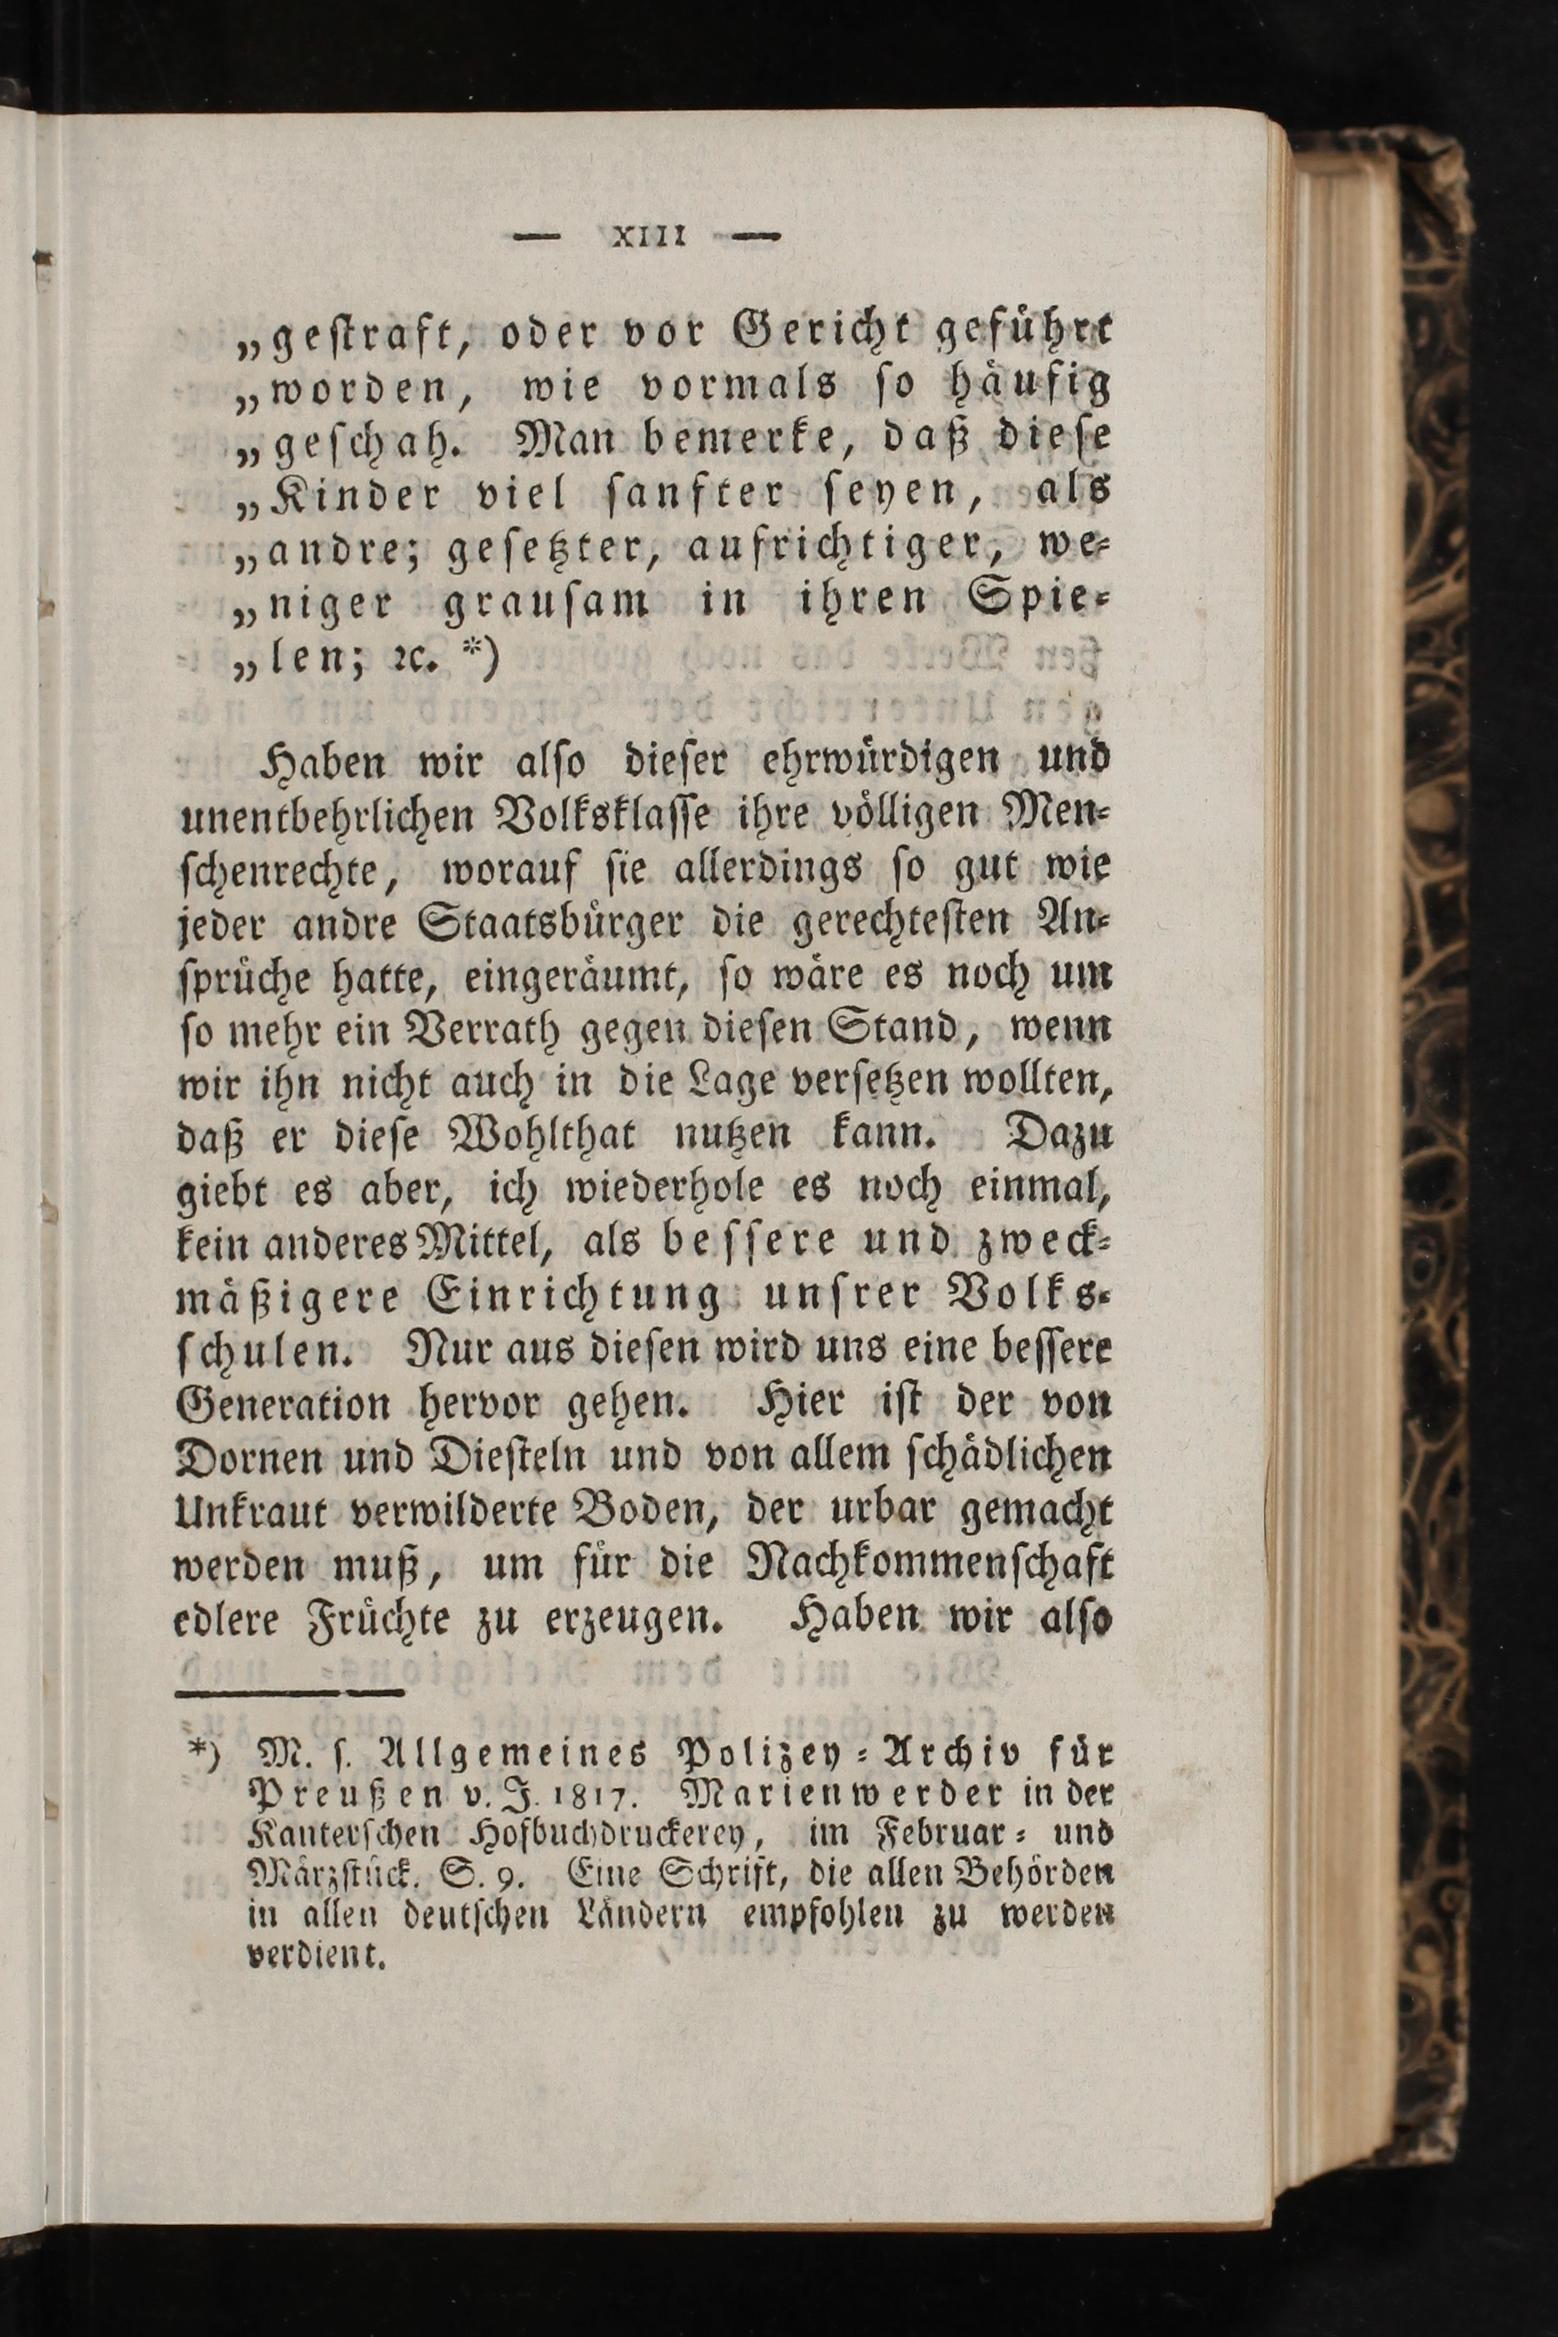 — XIII —
„gestraft, oder vor Gericht geführt
„worden, wie vormals so häufig
„geschah. Man bemerke, daß diese
„Kinder viel sanfter seyen, als
„andre; gesetzter, aufrichtiger, we⸗
„niger grausam in ihren Spie⸗
„len; ꝛc. *)
Haben wir also dieser ehrwürdigen und
unentbehrlichen Volksklasse ihre völligen Men⸗
schenrechte, worauf sie allerdings so gut wie
jeder andre Staatsbürger die gerechtesten An⸗
sprüche hatte, eingeräumt, so wäre es noch um
so mehr ein Verrath gegen diesen Stand, wenn
wir ihn nicht auch in die Lage versetzen wollten,
daß er diese Wohlthat nutzen kann. Dazu
giebt es aber, ich wiederhole es noch einmal,
kein anderes Mittel, als bessere und zweck⸗
mäßigere Einrichtung unsrer Volks⸗
schulen. Nur aus diesen wird uns eine bessere
Generation hervor gehen. Hier ist der von
Dornen und Diesteln und von allem schädlichen
Unkraut verwilderte Boden, der urbar gemacht
werden muß, um für die Nachkommenschaft
edlere Früchte zu erzeugen. Haben wir also
*) M. s. Allgemeines Polizey⸗Archiv für
Preußen v. J. 1817. Marienwerder in der
Kanterschen Hofbuchdruckerey, im Februar⸗ und
Märzstück. S. 9. Eine Schrift, die allen Behörden
in allen deutschen Ländern empfohlen zu werden
verdient.